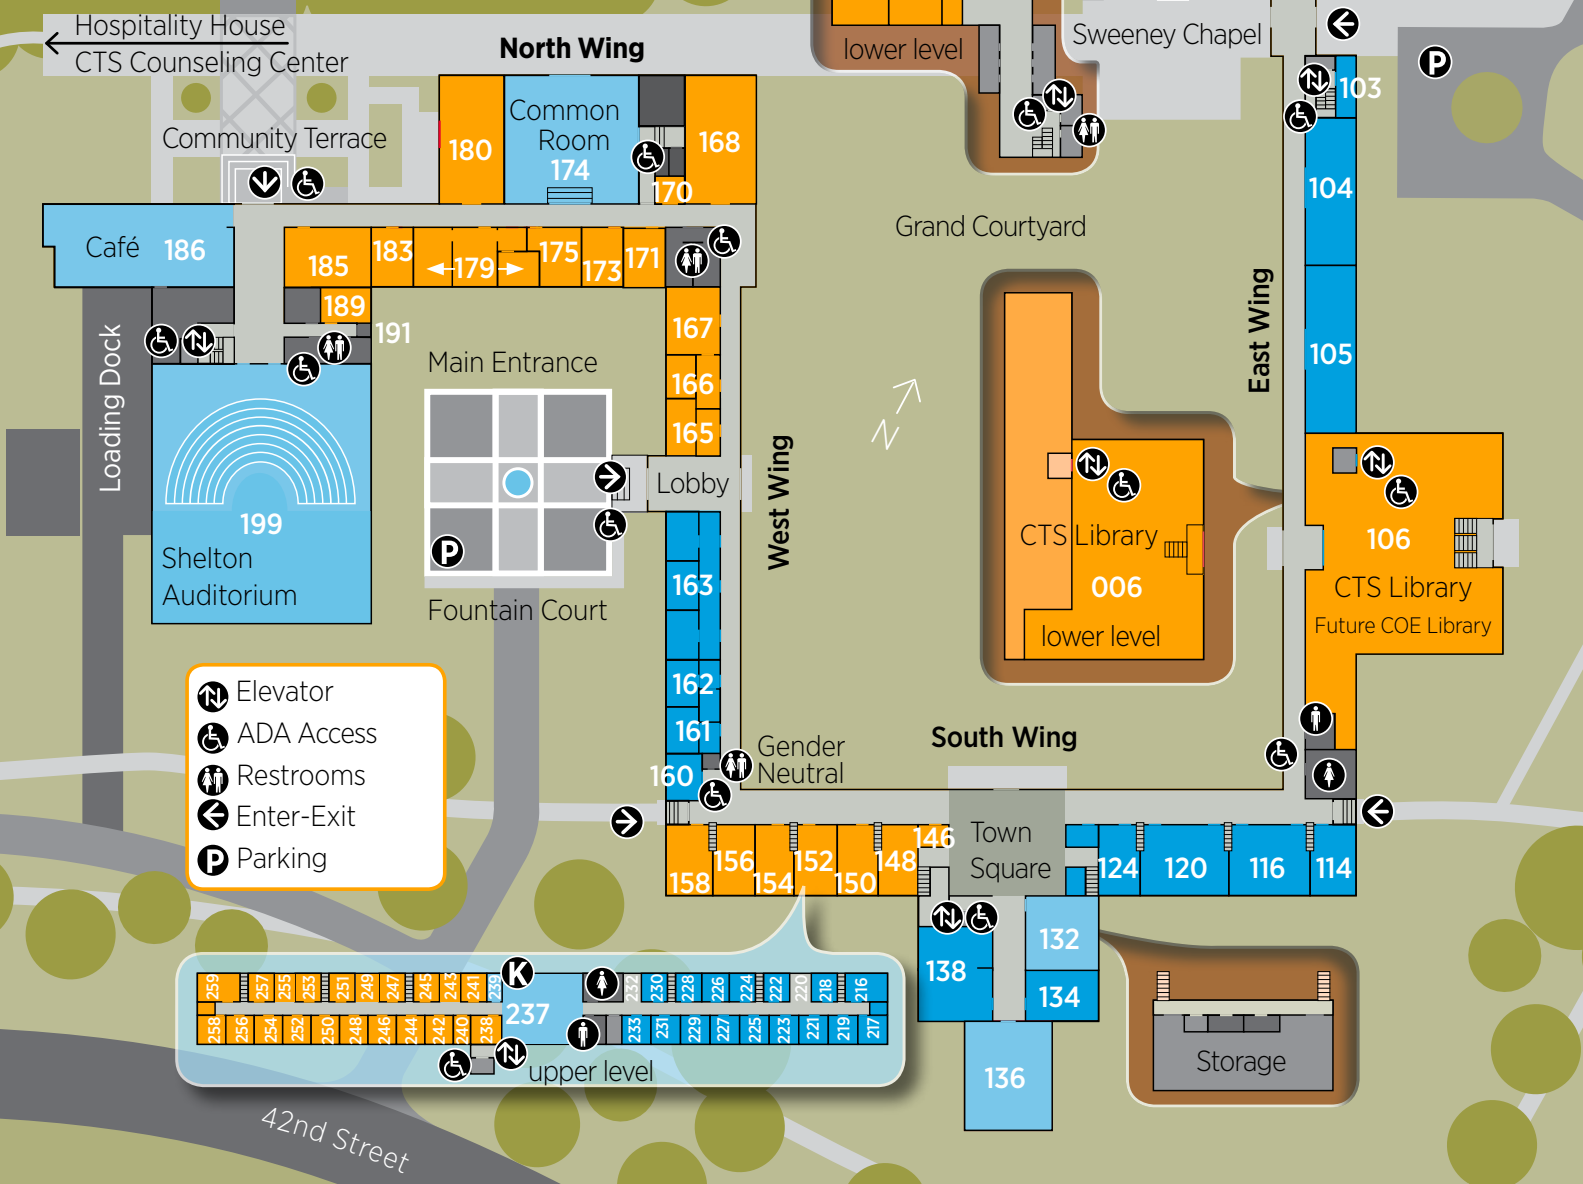 Hospitality House
CTS Counseling Center
North Wing
lower level
Sweeney Chapel
P
103
Community Terrace
180
Common
Room
174
168
170
104
Café 186
185
183
179
175
173
171
Grand Courtyard
189
191
Loading Dock
Main Entrance
167
166
165
East Wing
105
N
Lobby
West Wing
199
Shelton
Auditorium
P
Fountain Court
163
162
161
160
CTS Library
006
lower level
106
CTS Library
Future COE Library
Elevator
ADA Access
Restrooms
Enter-Exit
P Parking
Gender
Neutral
South Wing
158
156
154
152
150
148
146
Town
Square
124
120
116
114
138
132
134
136
Storage
259
257
255
253
251
249
247
245
243
241
239
K
237
232
230
228
226
224
222
220
218
216
258
256
254
252
250
248
246
244
242
240
238
233
231
229
227
225
223
221
219
217
upper level
42nd Street